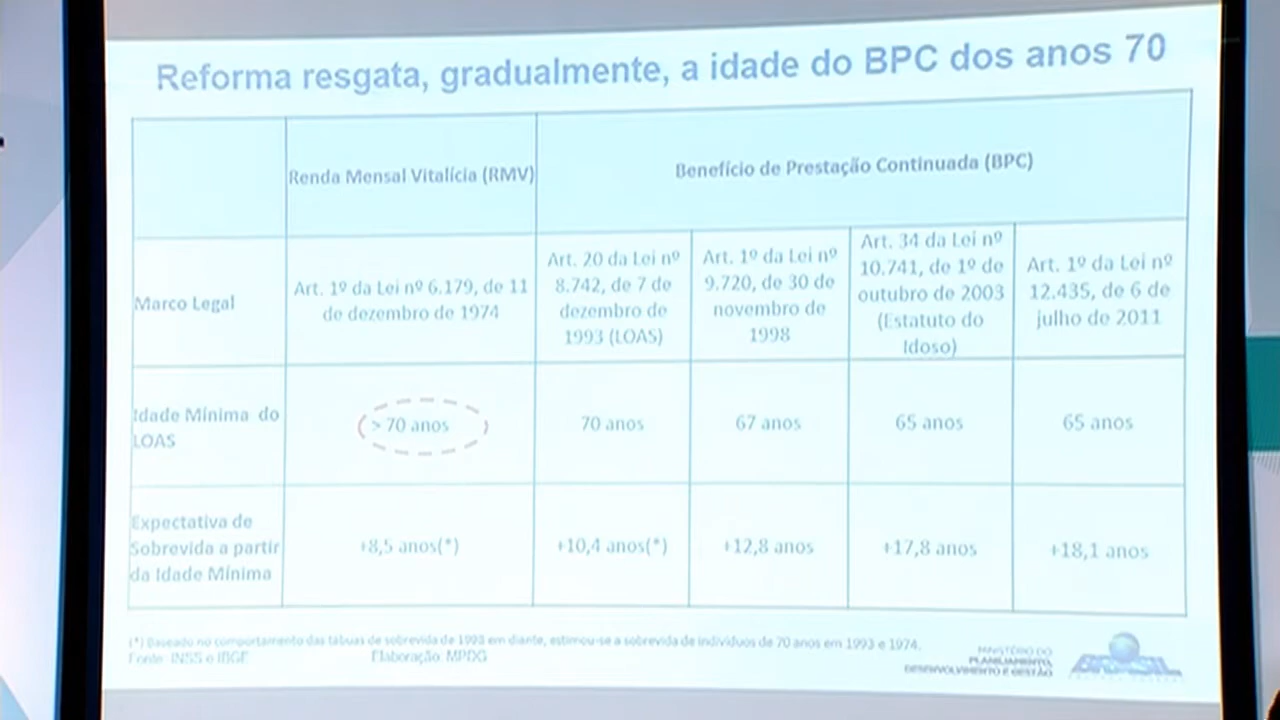 Reforma resgata, gradualmente, a idade do BPC dos anos 70
Renda Mensal Vitalícia (RMV)
Benefício de Prestação Continuada (BPC)
Marco Legal
Art. 1º da Lei nº 6.179, de 11
de dezembro de 1974
Art. 20 da Lei nº
8.742, de 7 de
dezembro de
1993 (LOAS)
Art. 1º da Lei nº
9.720, de 30 de
novembro de
1998
Art. 34 da Lei nº
10.741, de 1º de
outubro de 2003
(Estatuto do
Idoso)
Art. 1º da Lei nº
12.435, de 6 de
julho de 2011
Idade Mínima do
LOAS
> 70 anos
70 anos
67 anos
65 anos
65 anos
Expectativa de
Sobrevida a partir
da Idade Mínima
+8,5 anos(*)
+10,4 anos(*)
+12,8 anos
+17,8 anos
+18,1 anos
(*) Baseado no comportamento das tábuas de sobrevida de 1998 em diante, estimou-se a sobrevida de indivíduos de 70 anos em 1993 e 1974.
Fonte: INSS e IBGE
Elaboração: MPDG
MINISTÉRIO DO
PLANEJAMENTO,
DESENVOLVIMENTO E GESTÃO